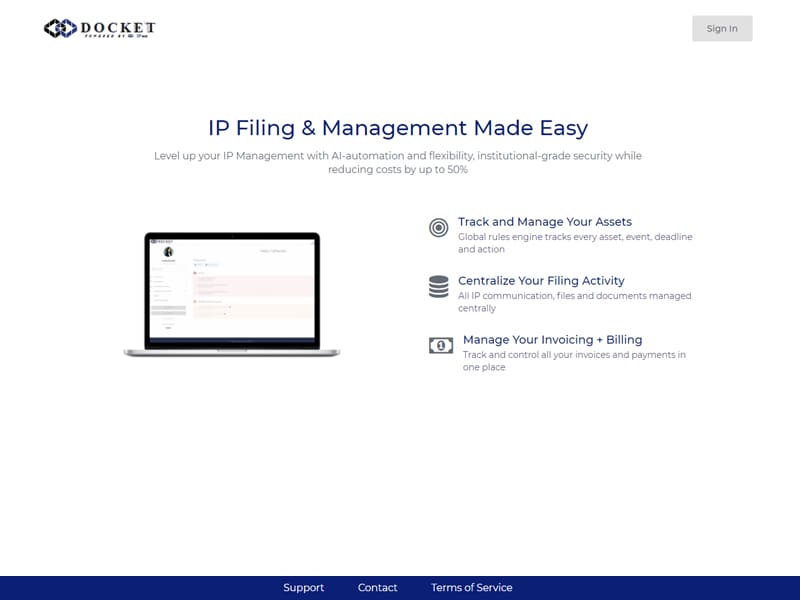 DOCKET
POWERED BY
Sign In
IP Filing & Management Made Easy
Level up your IP Management with AI-automation and flexibility, institutional-grade security while
reducing costs by up to 50%
Track and Manage Your Assets
Global rules engine tracks every asset, event, deadline
and action
Centralize Your Filing Activity
All IP communication, files and documents managed
centrally
Manage Your Invoicing + Billing
Track and control all your invoices and payments in
one place
Support Contact Terms of Service